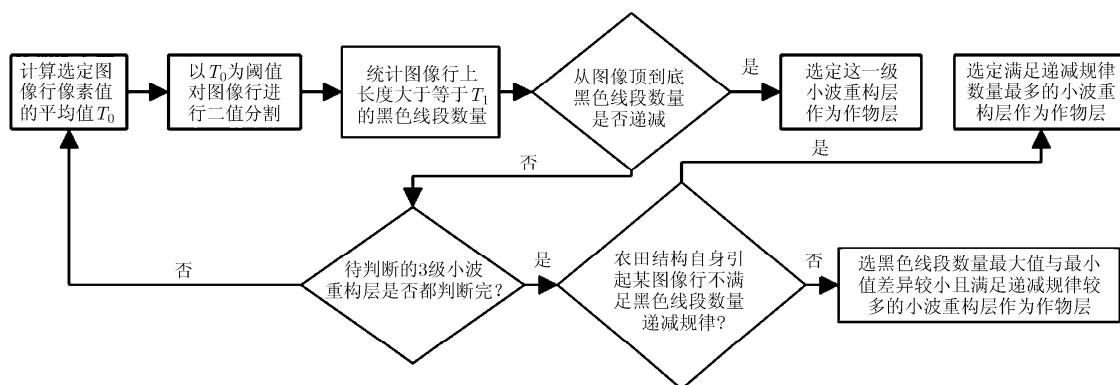 计算选定图
像行像素值
的平均值T₀
以T₀为阈值
对图像行进
行二值分割
统计图像行上
长度大于等于T₁
的黑色线段数量
从图像顶到底
黑色线段数量
是否递减
是
选定这一级
小波重构层
作为作物层
选定满足递减规律
数量最多的小波重
构层作为作物层
否
是
待判断的3级小波
重构层是否都判断完?
否
是
农田结构自身引
起某图像行不满
足黑色线段数量
递减规律?
否
选黑色线段数量最大值与最小
值差异较小且满足递减规律较
多的小波重构层作为作物层